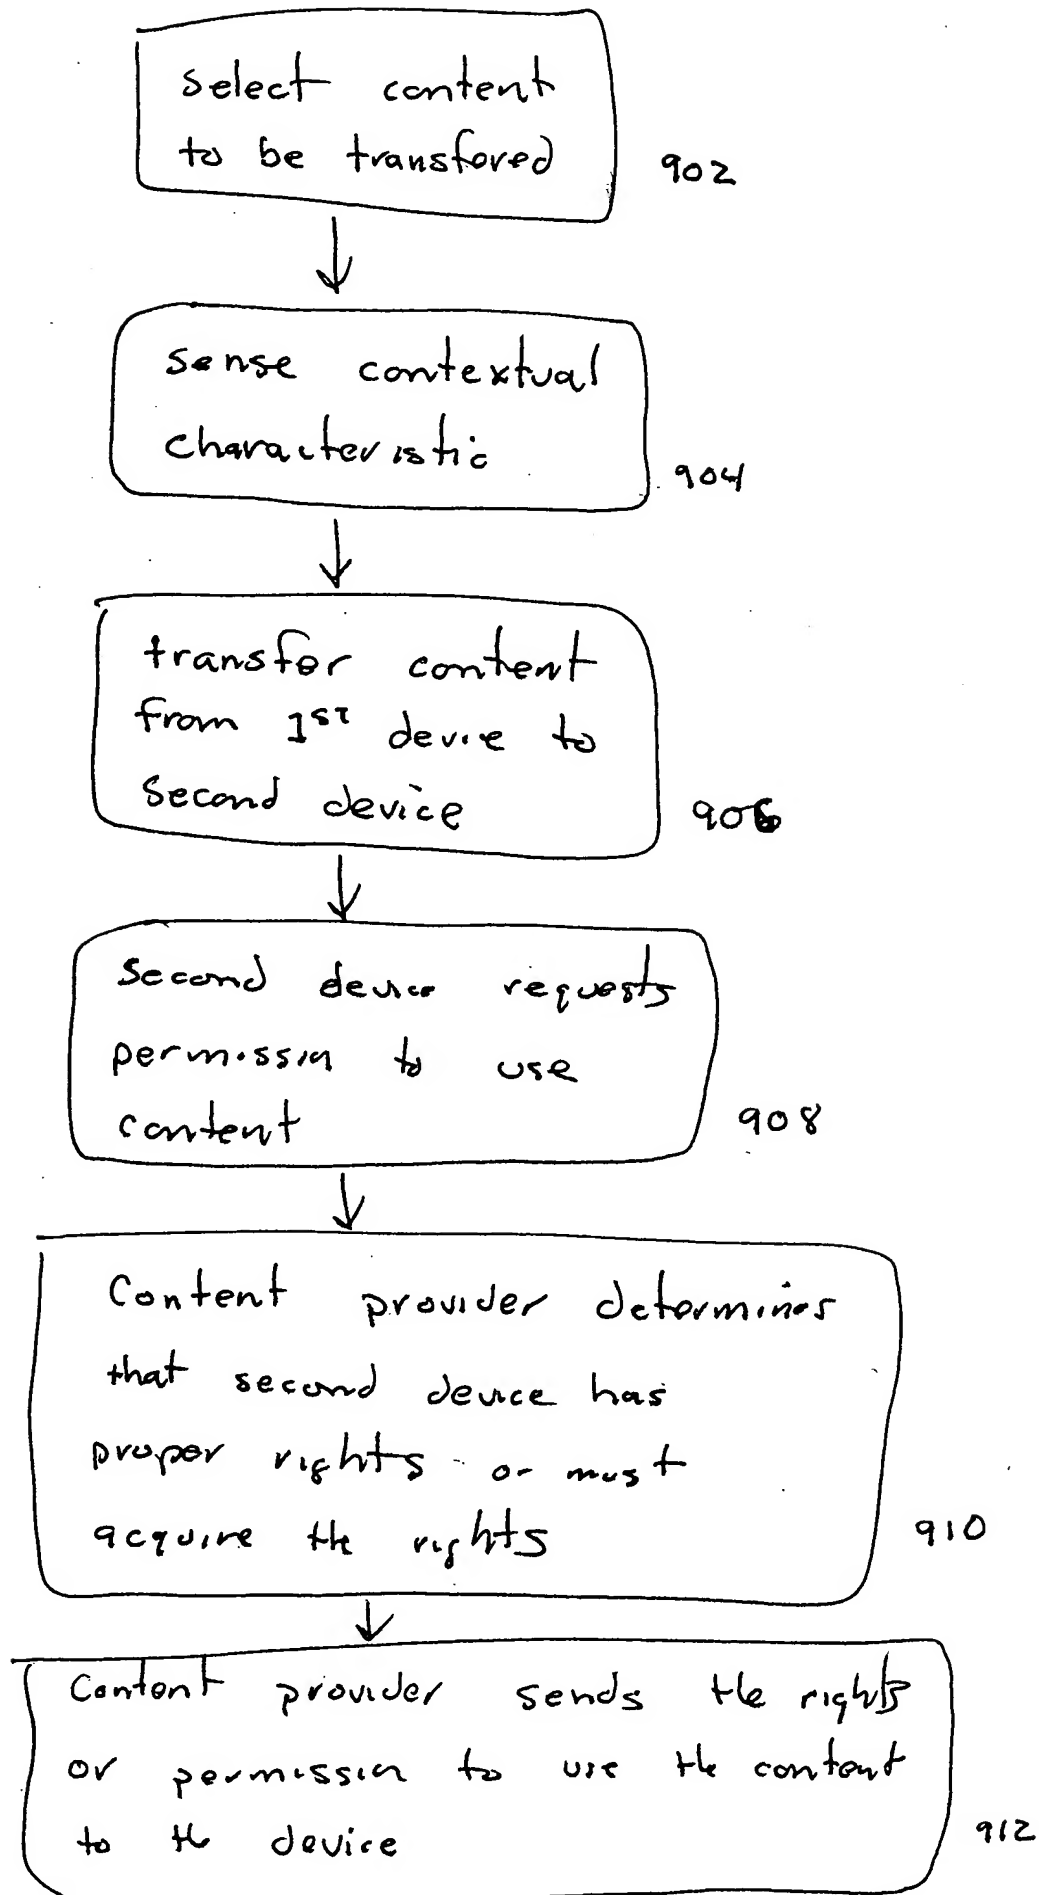 select content
to be transfored
902
sense contextual
characteristic
904
transfer content
from 1ST device to
second device
906
second device requests
permission to use
content
908
Content provider determines
that second device has
proper rights or must
acquire the rights
910
Content provider sends the rights
or permission to use the content
to the device
912